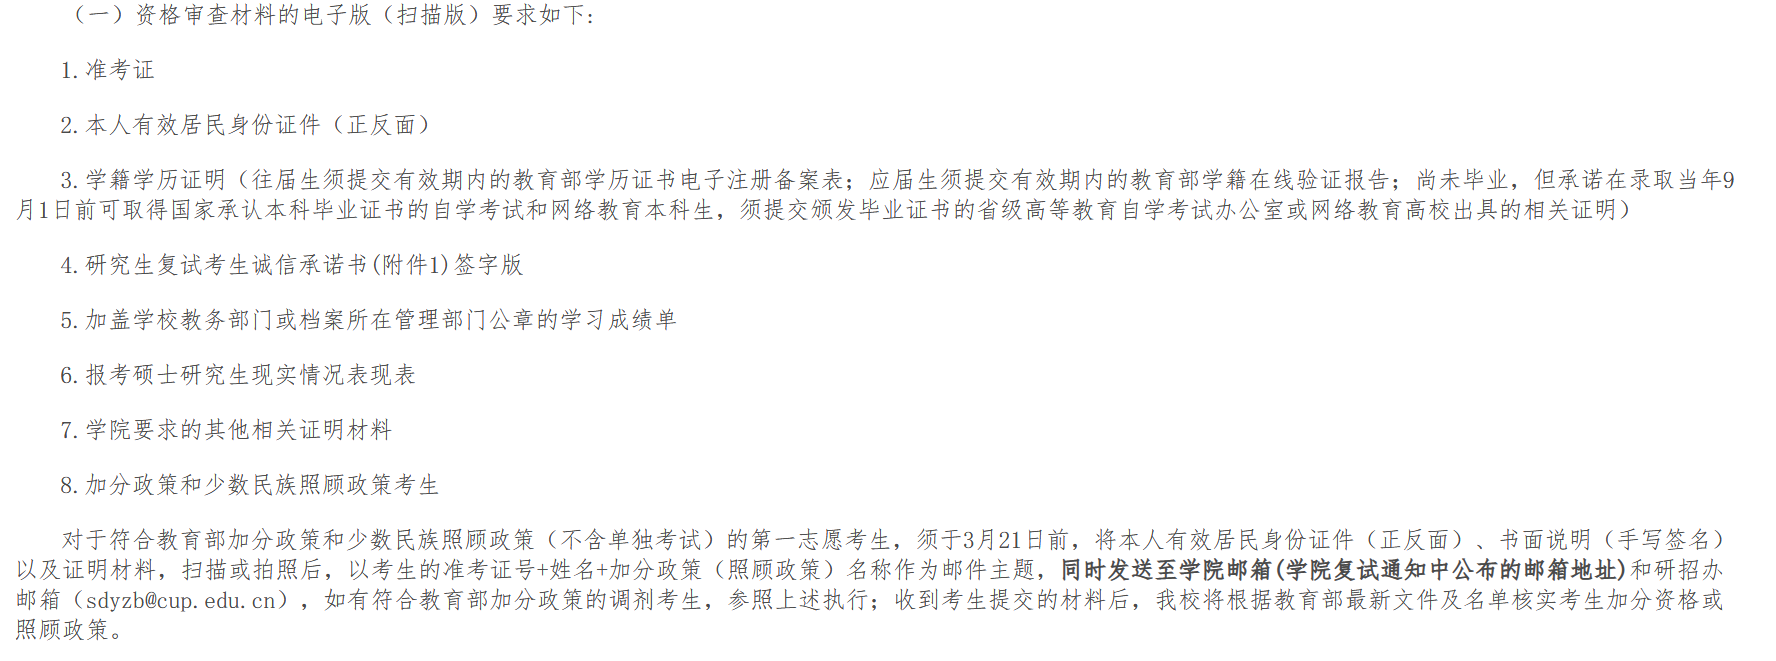 （一）资格审查材料的电子版（扫描版）要求如下：
1.准考证
2.本人有效居民身份证件（正反面）
3.学籍学历证明（往届生须提交有效期内的教育部学历证书电子注册备案表；应届生须提交有效期内的教育部学籍在线验证报告；尚未毕业，但承诺在录取当年9
月1日前可取得国家承认本科毕业证书的自学考试和网络教育本科生，须提交颁发毕业证书的省级高等教育自学考试办公室或网络教育高校出具的相关证明）
4.研究生复试考生诚信承诺书(附件1)签字版
5.加盖学校教务部门或档案所在管理部门公章的学习成绩单
6.报考硕士研究生现实情况表现表
7.学院要求的其他相关证明材料
8.加分政策和少数民族照顾政策考生
对于符合教育部加分政策和少数民族照顾政策（不含单独考试）的第一志愿考生，须于3月21日前，将本人有效居民身份证件（正反面）、书面说明（手写签名）
以及证明材料，扫描或拍照后，以考生的准考证号+姓名+加分政策（照顾政策）名称作为邮件主题，同时发送至学院邮箱(学院复试通知中公布的邮箱地址)和研招办
邮箱（sdyzb@cup.edu.cn），如有符合教育部加分政策的调剂考生，参照上述执行；收到考生提交的材料后，我校将根据教育部最新文件及名单核实考生加分资格或
照顾政策。